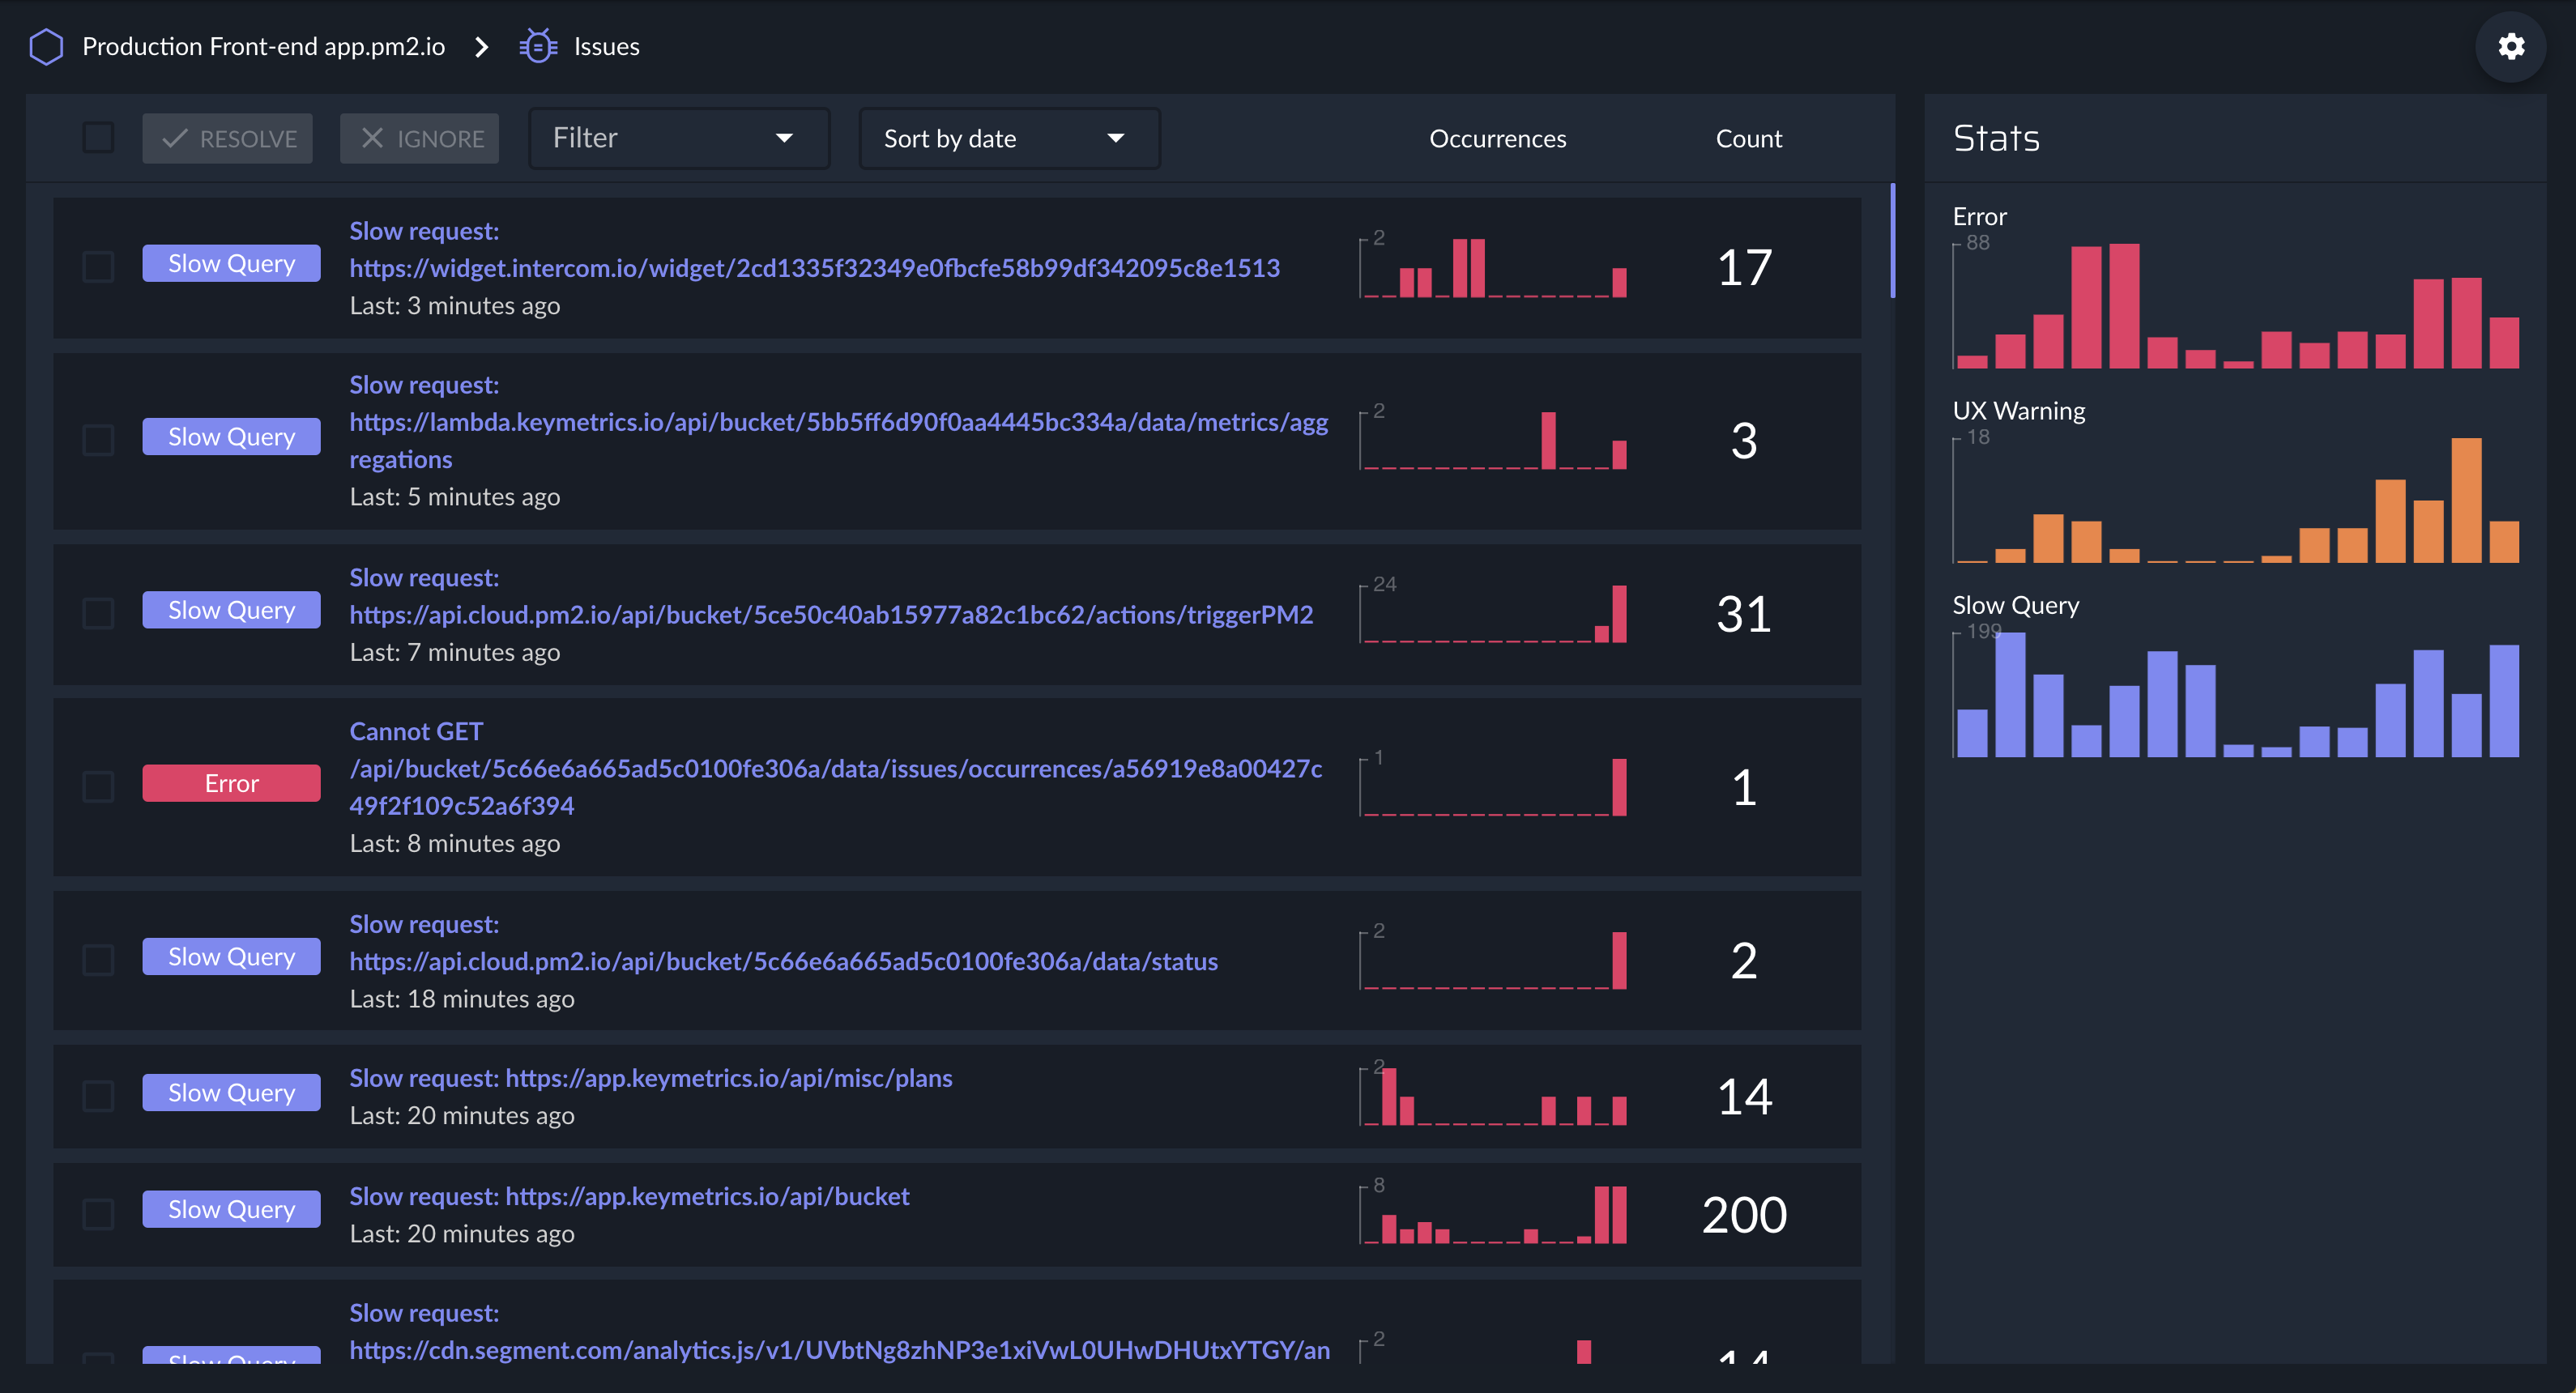 Production Front-end app.pm2.io Issues
RESOLVE IGNORE Filter Sort by date Occurrences Count
Slow Query
Slow request:
https://widget.intercom.io/widget/2cd1335f32349e0fbcfe58b99df342095c8e1513
Last: 3 minutes ago
2
17
Slow Query
Slow request:
https://lambda.keymetrics.io/api/bucket/5bb5ff6d90f0aa4445bc334a/data/metrics/agg
regations
Last: 5 minutes ago
2
3
Slow Query
Slow request:
https://api.cloud.pm2.io/api/bucket/5ce50c40ab15977a82c1bc62/actions/triggerPM2
Last: 7 minutes ago
24
31
Error
Cannot GET
/api/bucket/5c66e6a665ad5c0100fe306a/data/issues/occurrences/a56919e8a00427c
49f2f109c52a6f394
Last: 8 minutes ago
1
1
Slow Query
Slow request:
https://api.cloud.pm2.io/api/bucket/5c66e6a665ad5c0100fe306a/data/status
Last: 18 minutes ago
2
2
Slow Query
Slow request: https://app.keymetrics.io/api/misc/plans
Last: 20 minutes ago
2
14
Slow Query
Slow request: https://app.keymetrics.io/api/bucket
Last: 20 minutes ago
8
200
Slow Query
Slow request:
https://cdn.segment.com/analytics.js/v1/UVbtNg8zhNP3e1xiVwL0UHwDHUtxYTGY/an
2
14
Stats
Error
88
UX Warning
18
Slow Query
199